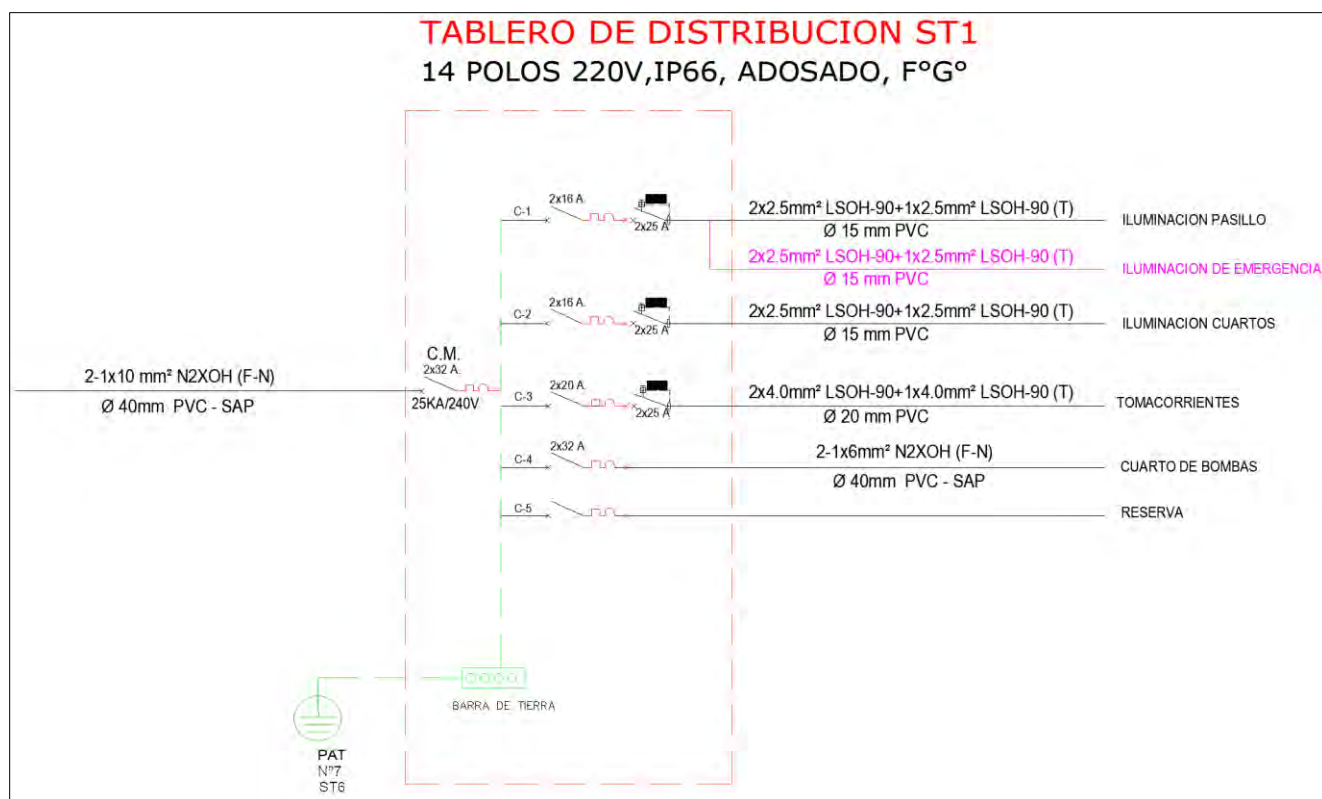 TABLERO DE DISTRIBUCION ST1
14 POLOS 220V,IP66, ADOSADO, F°G°
C-1
2x16 A.
2x25 A
2x2.5mm² LSOH-90+1x2.5mm² LSOH-90 (T)
Ø 15 mm PVC
ILUMINACION PASILLO
2x2.5mm² LSOH-90+1x2.5mm² LSOH-90 (T)
Ø 15 mm PVC
ILUMINACION DE EMERGENCIA
C-2
2x16 A.
2x25 A
2x2.5mm² LSOH-90+1x2.5mm² LSOH-90 (T)
Ø 15 mm PVC
ILUMINACION CUARTOS
2-1x10 mm² N2XOH (F-N)
Ø 40mm PVC - SAP
C.M.
2x32 A.
25KA/240V
C-3
2x20 A.
2x25 A
2x4.0mm² LSOH-90+1x4.0mm² LSOH-90 (T)
Ø 20 mm PVC
TOMACORRIENTES
C-4
2x32 A.
2-1x6mm² N2XOH (F-N)
Ø 40mm PVC - SAP
CUARTO DE BOMBAS
C-5
RESERVA
BARRA DE TIERRA
PAT
N°7
ST6